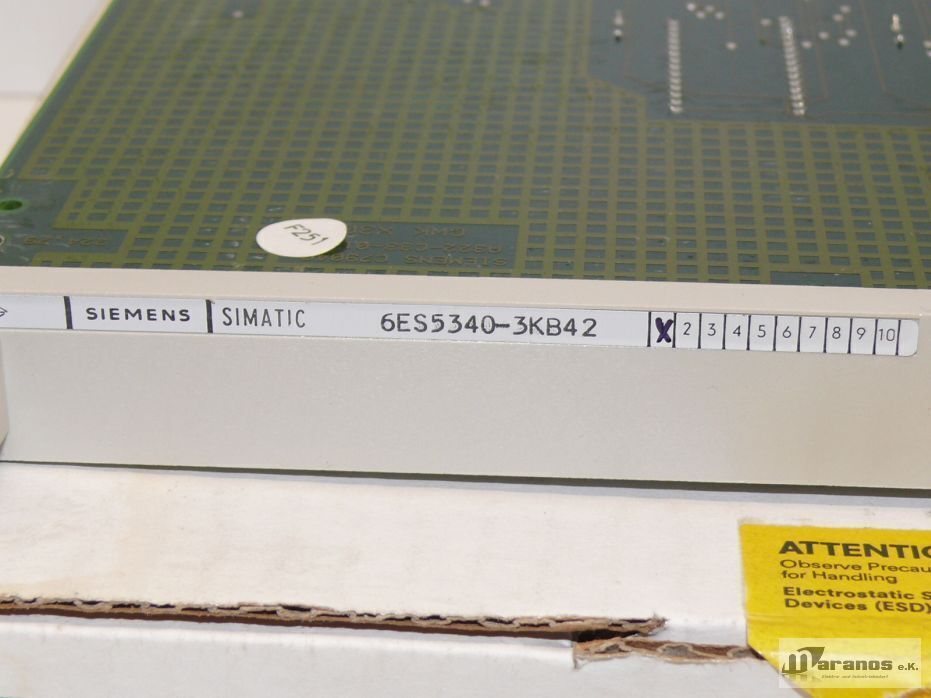 F251
SIEMENS SIMATIC 6ES5340-3KB42 X 2 3 4 5 6 7 8 9 10
ATTENTIO
Observe Precau
for Handling
Electrostatic S
Devices (ESD)
Maranos e.K.